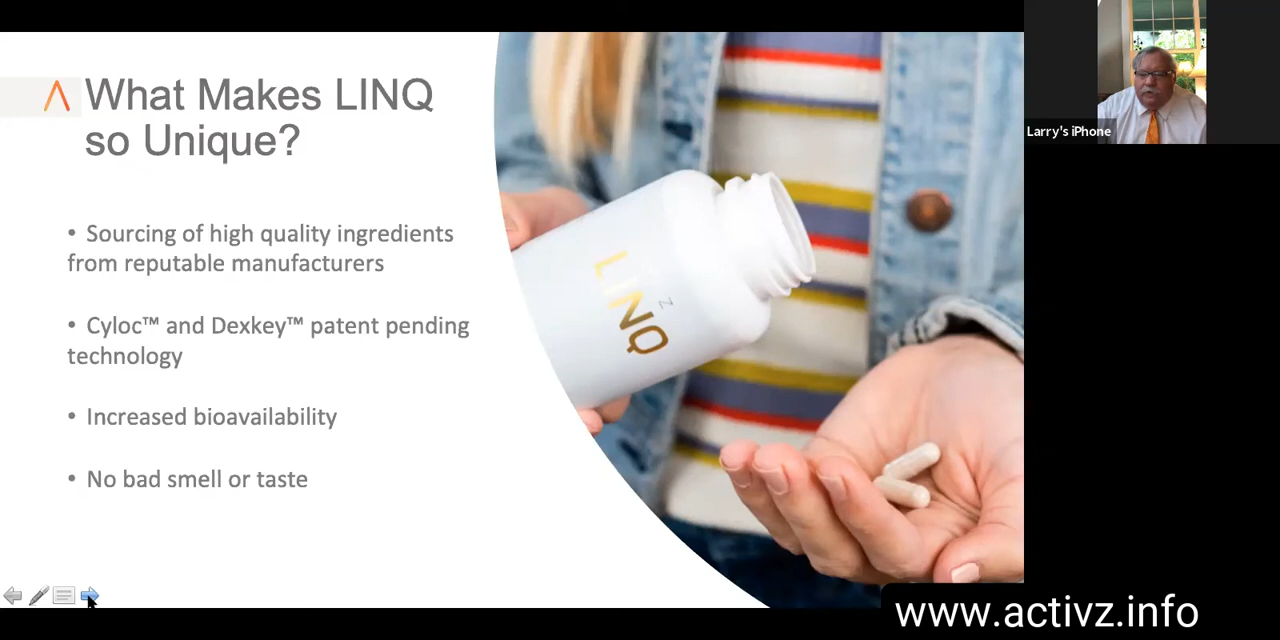 What Makes LINQ
so Unique?
• Sourcing of high quality ingredients
from reputable manufacturers
• Cyloc™ and Dexkey™ patent pending
technology
• Increased bioavailability
• No bad smell or taste
LINQ
Z
Larry's iPhone
www.activz.info